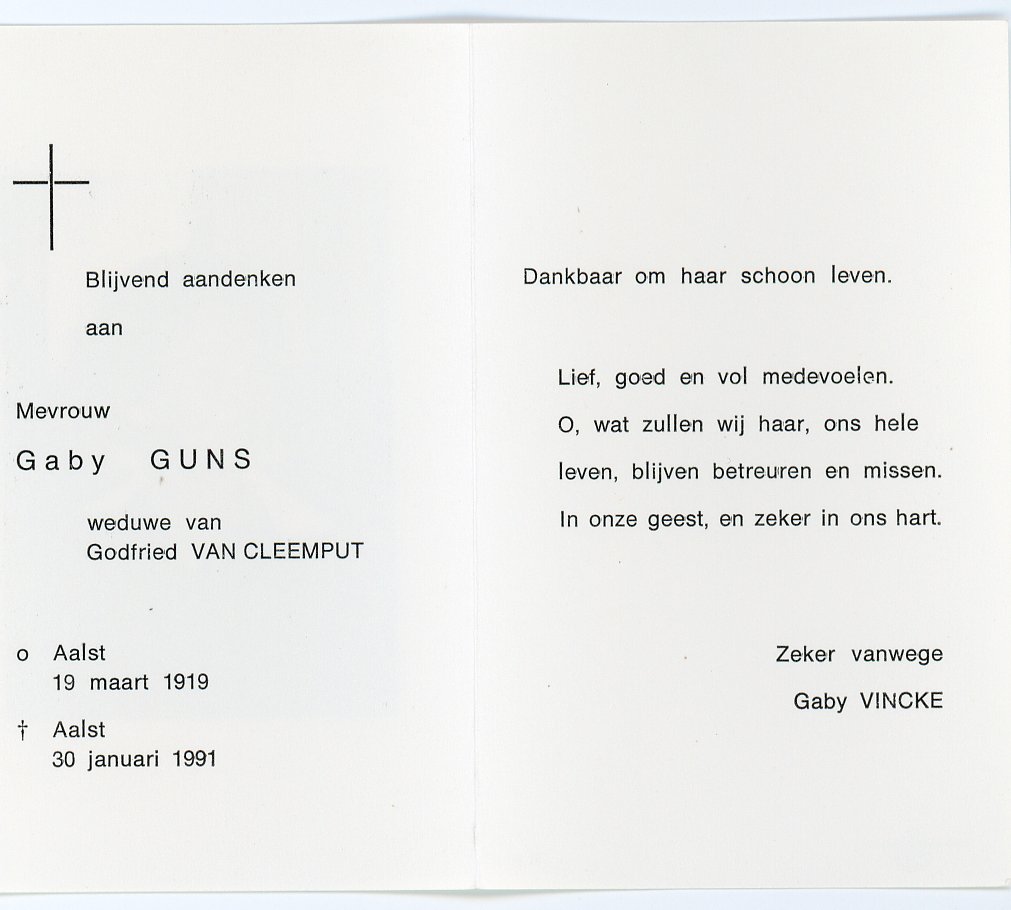 Blijvend aandenken
aan
Mevrouw
Gaby GUNS
weduwe van
Godfried VAN CLEEMPUT
o Aalst
19 maart 1919
† Aalst
30 januari 1991
Dankbaar om haar schoon leven.
Lief, goed en vol medevoelen.
O, wat zullen wij haar, ons hele
leven, blijven betreuren en missen.
In onze geest, en zeker in ons hart.
Zeker vanwege
Gaby VINCKE